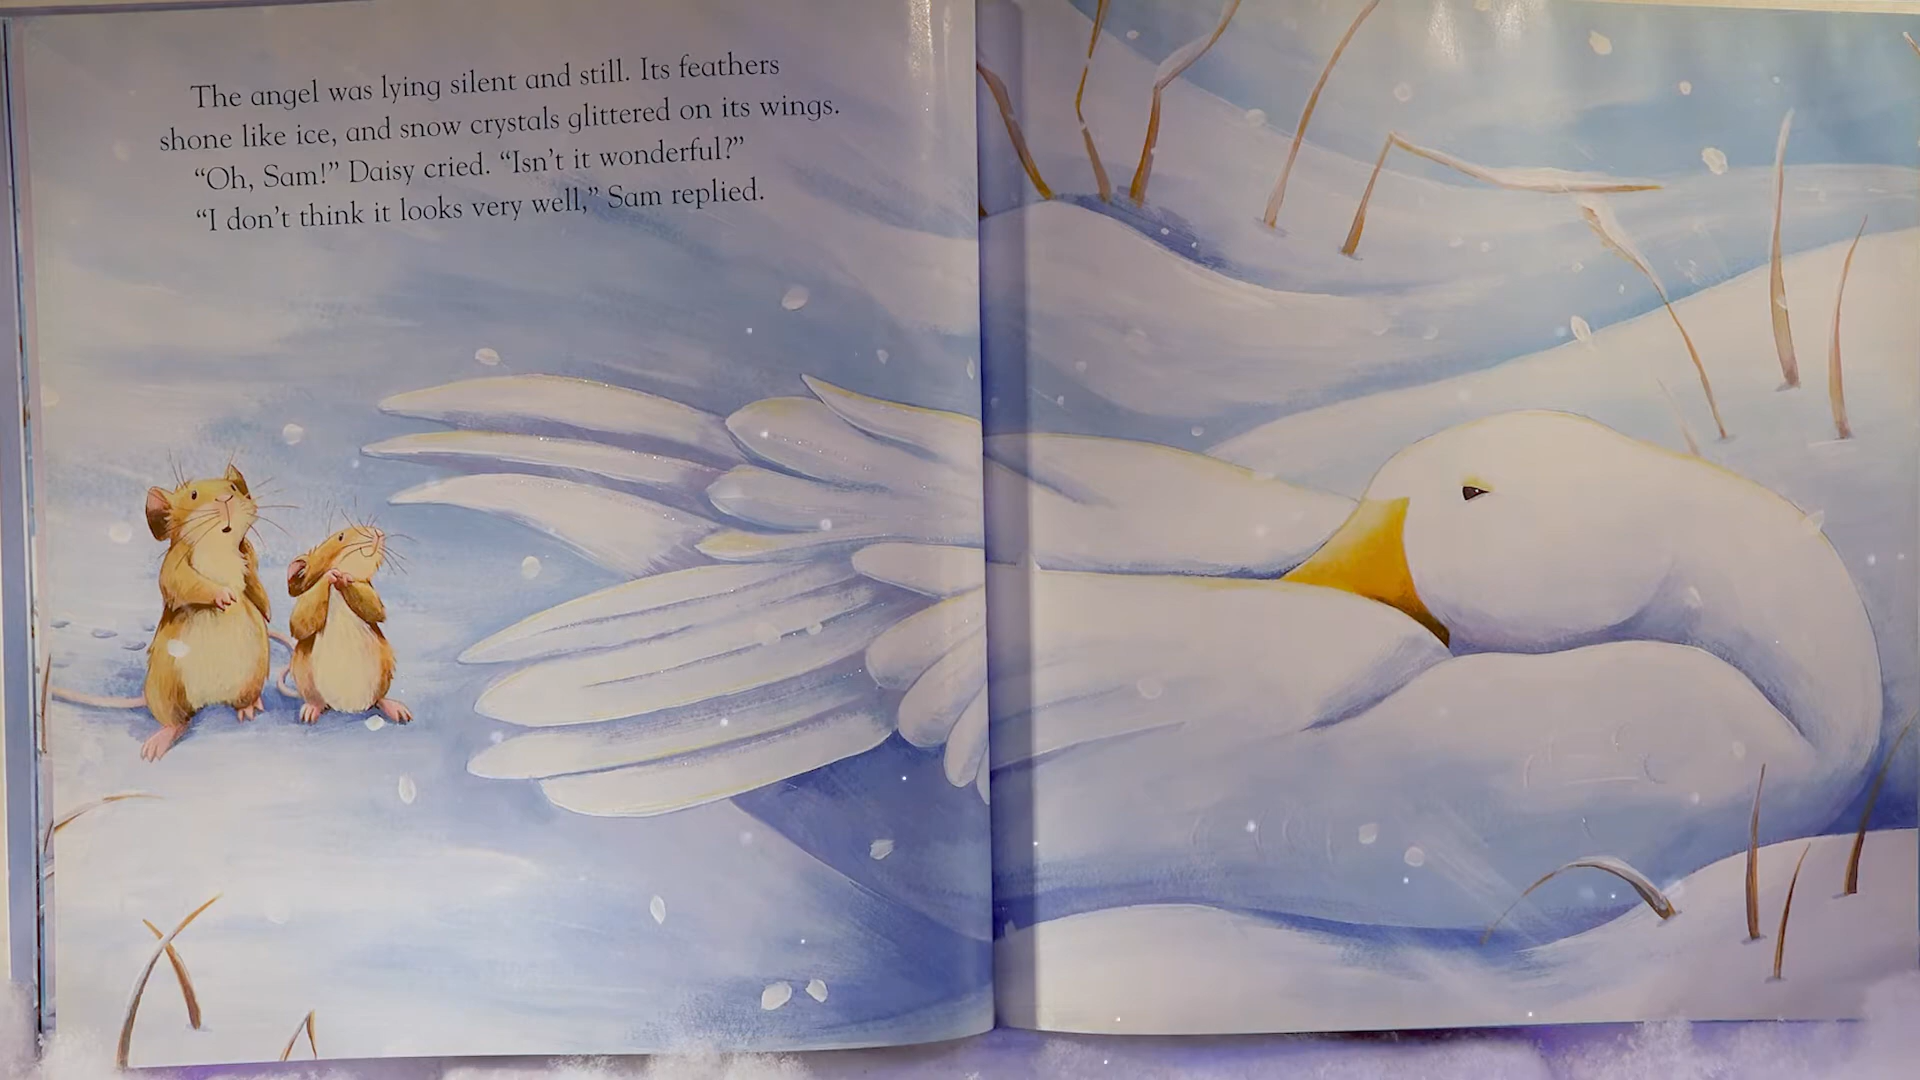 The angel was lying silent and still. Its feathers
shone like ice, and snow crystals glittered on its wings.
“Oh, Sam!” Daisy cried. “Isn’t it wonderful?”
“I don’t think it looks very well,” Sam replied.